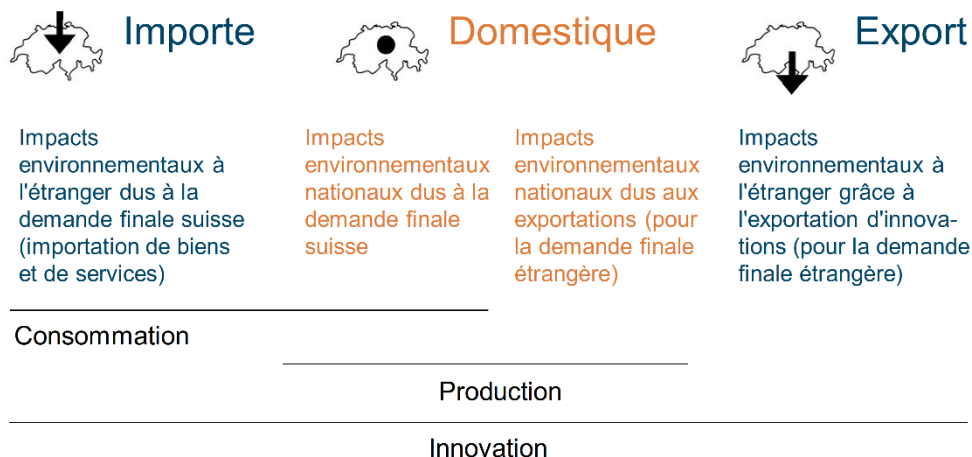 Importe
Domestique
Export
Impacts
environnementaux à
l'étranger dus à la
demande finale suisse
(importation de biens
et de services)
Impacts
environnementaux
nationaux dus à la
demande finale
suisse
Impacts
environnementaux
nationaux dus aux
exportations (pour
la demande finale
étrangère)
Impacts
environnementaux à
l'étranger grâce à
l'exportation d'innova-
tions (pour la demande
finale étrangère)
Consommation
Production
Innovation